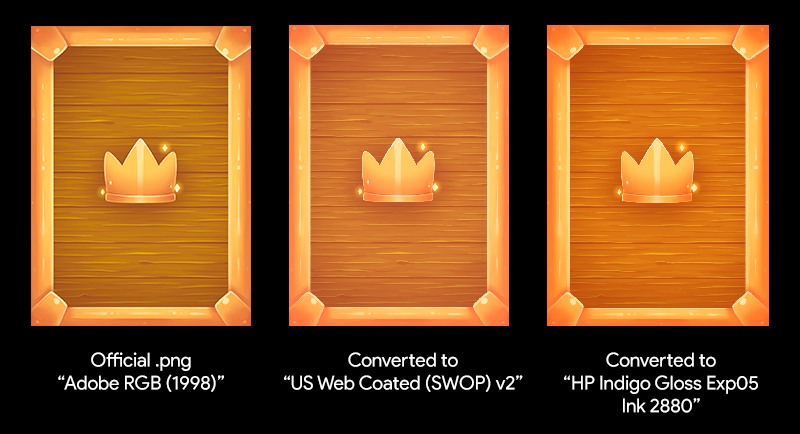 Official .png
“Adobe RGB (1998)”
Converted to
“US Web Coated (SWOP) v2”
Converted to
“HP Indigo Gloss Exp05
Ink 2880”